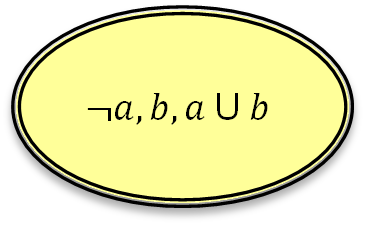 ¬a, b, a ∪ b